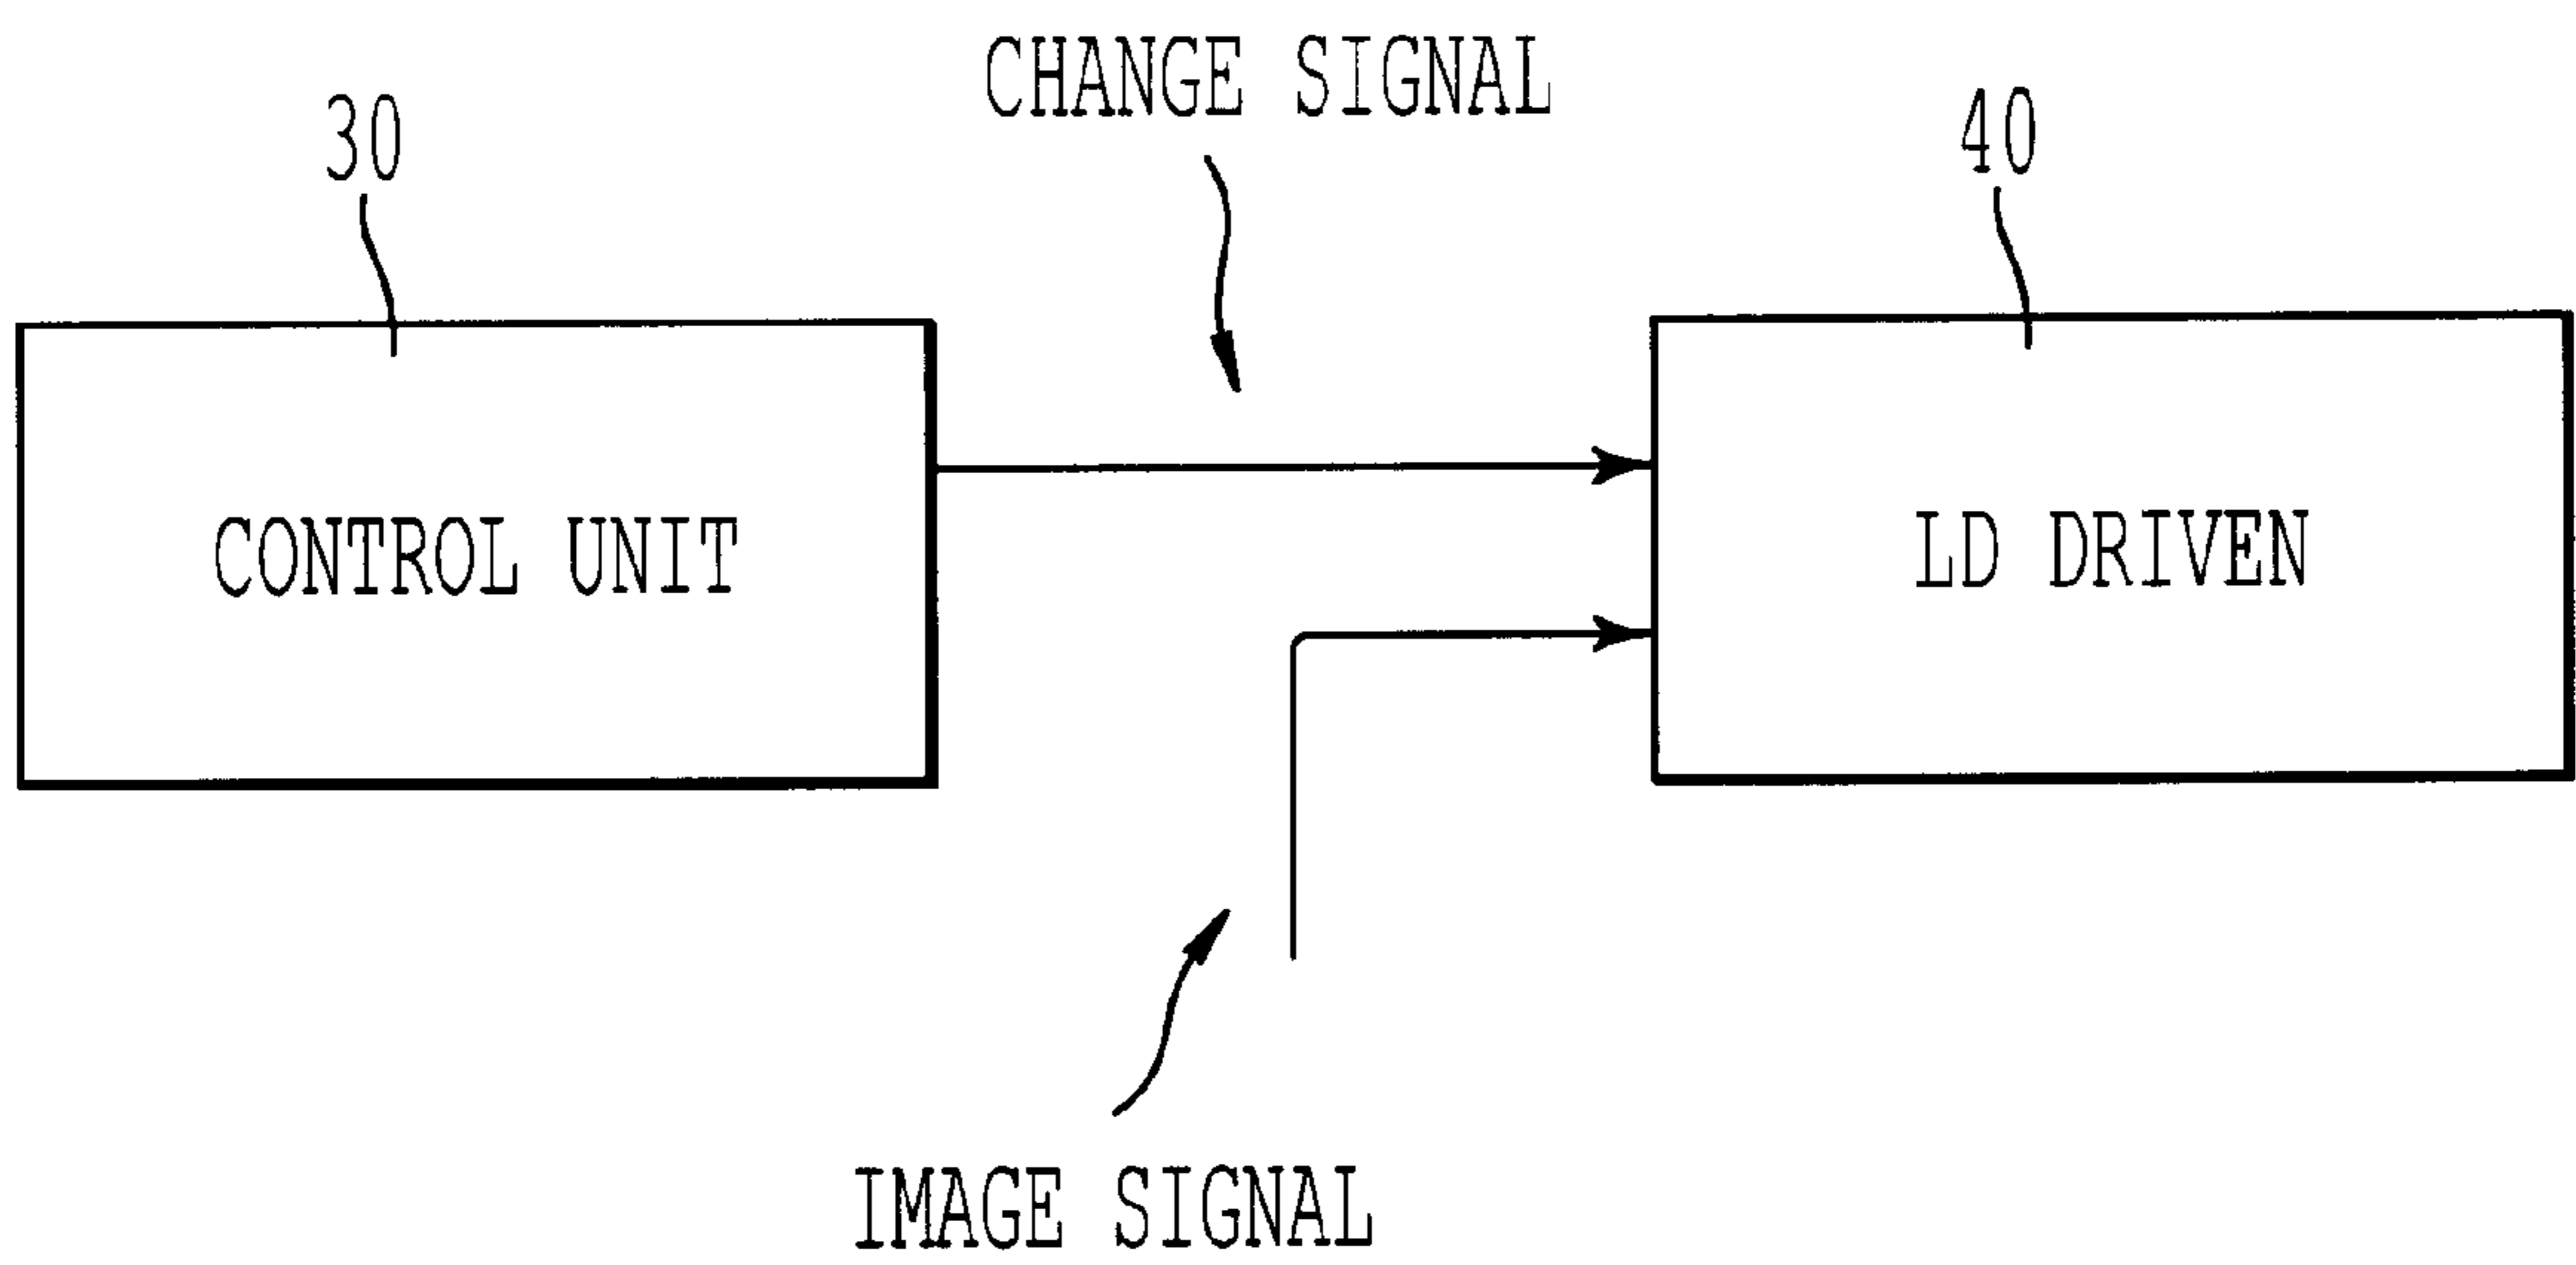 CHANGE SIGNAL
30
40
CONTROL UNIT
LD DRIVEN
IMAGE SIGNAL